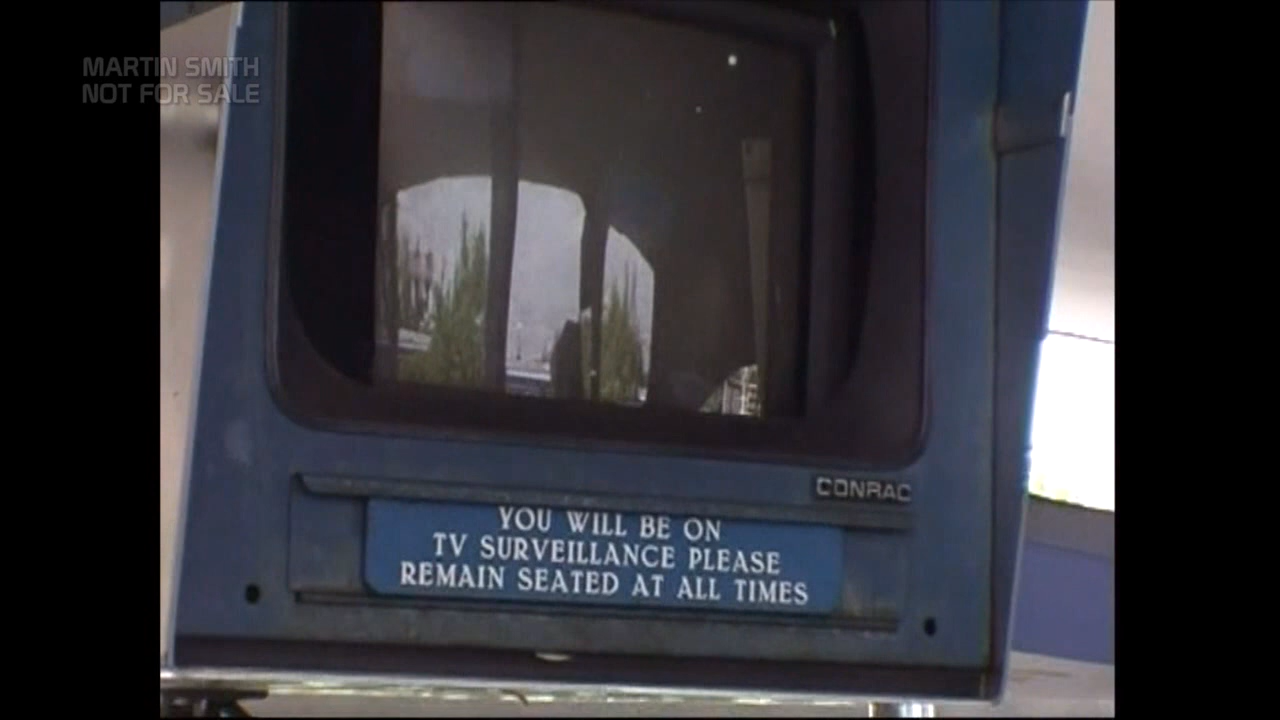 MARTIN SMITH
NOT FOR SALE
CONRAC
YOU WILL BE ON
TV SURVEILLANCE PLEASE
REMAIN SEATED AT ALL TIMES